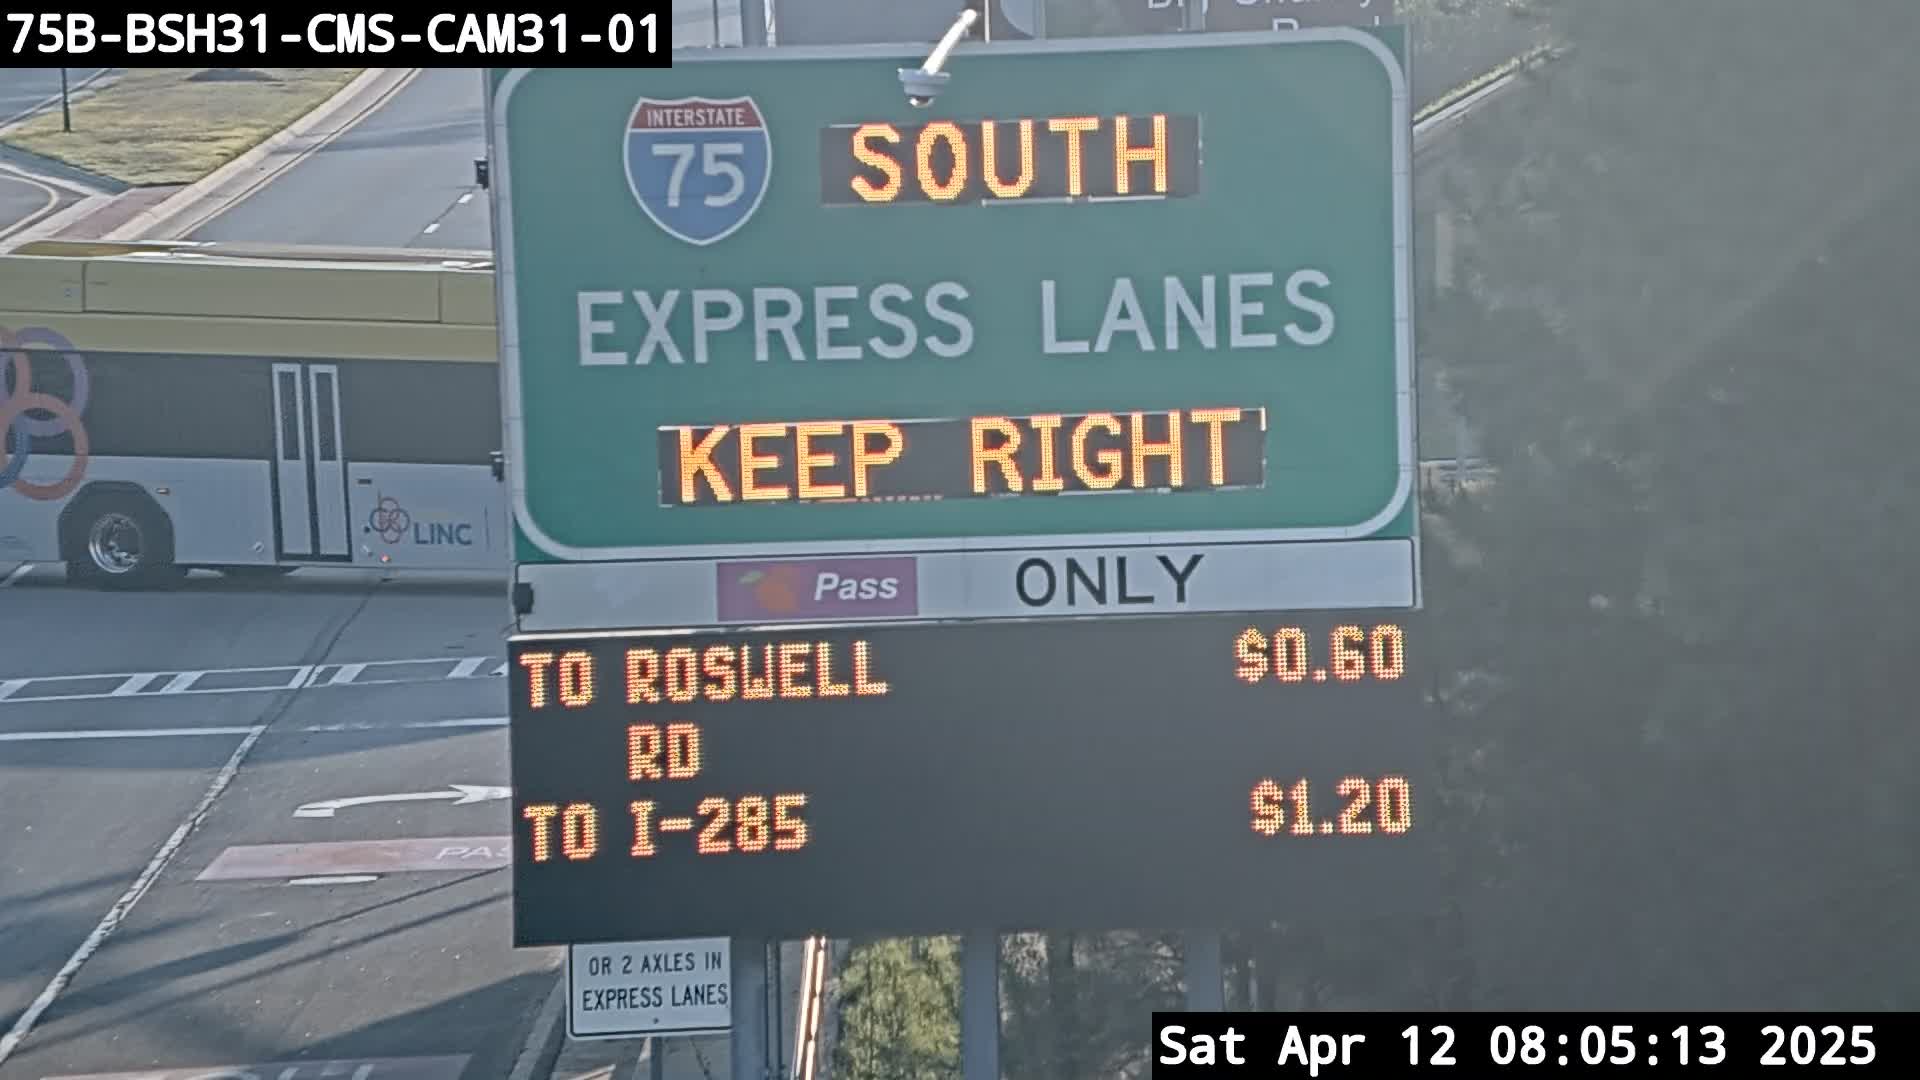 75B-BSH31-CMS-CAM31-01
INTERSTATE
75
SOUTH
EXPRESS LANES
KEEP RIGHT
Pass ONLY
TO ROSWELL $0.60
RD
TO I-285 $1.20
LINC
OR 2 AXLES IN
EXPRESS LANES
Sat Apr 12 08:05:13 2025